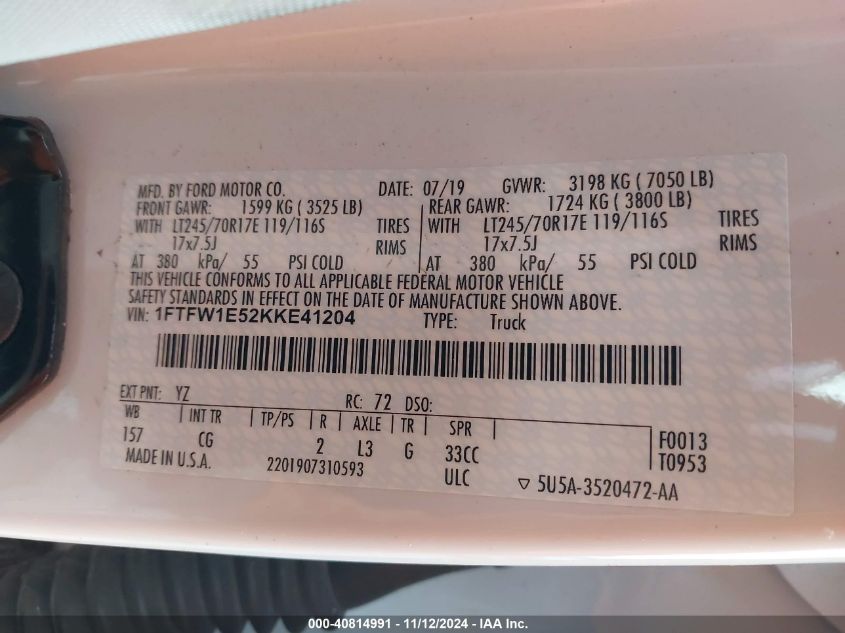 MFD. BY FORD MOTOR CO. DATE: 07/19 GVWR: 3198 KG ( 7050 LB)
FRONT GAWR: 1599 KG ( 3525 LB) REAR GAWR: 1724 KG ( 3800 LB)
WITH LT245/70R17E 119/116S TIRES WITH LT245/70R17E 119/116S TIRES
17x7.5J RIMS 17x7.5J RIMS
AT 380 kPa/ 55 PSI COLD AT 380 kPa/ 55 PSI COLD
THIS VEHICLE CONFORMS TO ALL APPLICABLE FEDERAL MOTOR VEHICLE
SAFETY STANDARDS IN EFFECT ON THE DATE OF MANUFACTURE SHOWN ABOVE.
VIN: 1FTFW1E52KKE41204 TYPE: Truck
EXT PNT: YZ RC: 72 DSO:
WB INT TR TP/PS R AXLE TR SPR
157 CG 2 L3 G 33CC F0013
MADE IN U.S.A. 2201907310593 ULC T0953
5U5A-3520472-AA
000-40814991 - 11/12/2024 - IAA Inc.